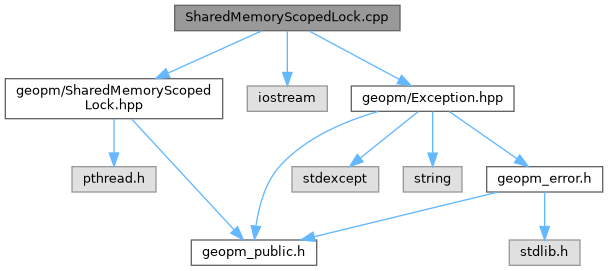 SharedMemoryScopedLock.cpp
geopm/SharedMemoryScoped
Lock.hpp
iostream
geopm/Exception.hpp
pthread.h
stdexcept
string
geopm_error.h
geopm_public.h
stdlib.h